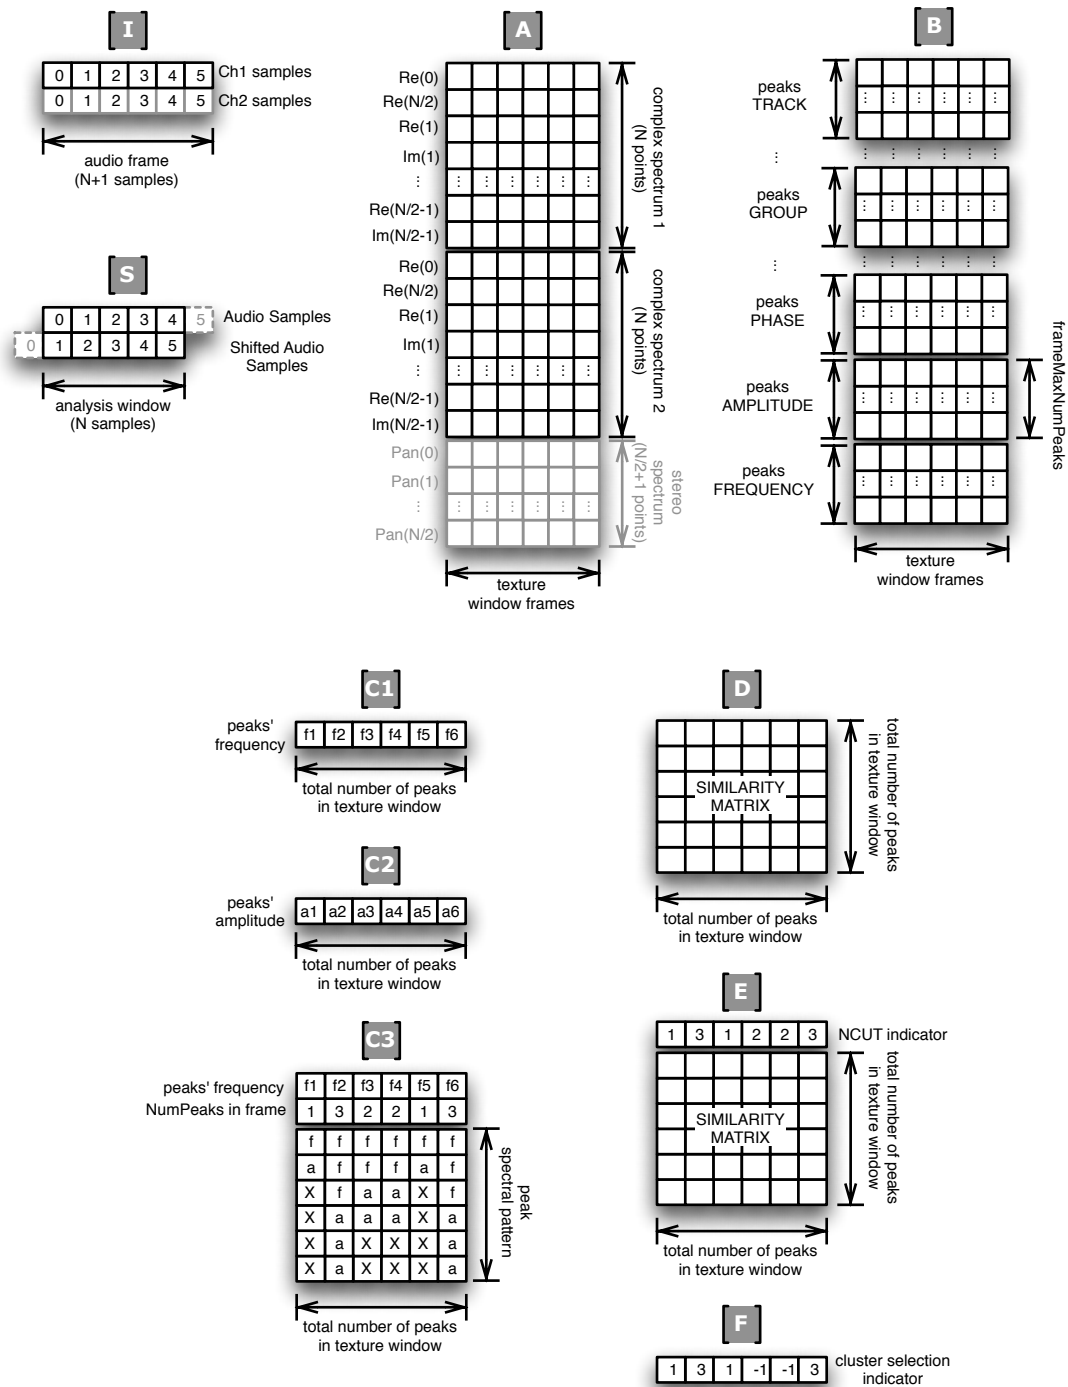 I
0 1 2 3 4 5 Ch1 samples
0 1 2 3 4 5 Ch2 samples
audio frame
(N+1 samples)
S
0 1 2 3 4 5 Audio Samples
0 1 2 3 4 5 Shifted Audio
Samples
analysis window
(N samples)
A
Re(0)
Re(N/2)
Re(1)
Im(1)
⋮ ⋮ ⋮ ⋮ ⋮ ⋮ ⋮
Re(N/2-1)
Im(N/2-1)
complex spectrum 1
(N points)
Re(0)
Re(N/2)
Re(1)
Im(1)
⋮ ⋮ ⋮ ⋮ ⋮ ⋮ ⋮
Re(N/2-1)
Im(N/2-1)
complex spectrum 2
(N points)
Pan(0)
Pan(1)
⋮ ⋮ ⋮ ⋮ ⋮ ⋮ ⋮
Pan(N/2)
stereo
spectrum
(N/2+1 points)
texture
window frames
B
peaks
TRACK
⋮ ⋮ ⋮ ⋮ ⋮ ⋮
⋮ ⋮ ⋮ ⋮ ⋮ ⋮ ⋮
peaks
GROUP
⋮ ⋮ ⋮ ⋮ ⋮ ⋮
⋮ ⋮ ⋮ ⋮ ⋮ ⋮ ⋮
peaks
PHASE
⋮ ⋮ ⋮ ⋮ ⋮ ⋮
peaks
AMPLITUDE
⋮ ⋮ ⋮ ⋮ ⋮ ⋮
frameMaxNumPeaks
peaks
FREQUENCY
⋮ ⋮ ⋮ ⋮ ⋮ ⋮
texture
window frames
C1
peaks'
frequency
f1 f2 f3 f4 f5 f6
total number of peaks
in texture window
C2
peaks'
amplitude
a1 a2 a3 a4 a5 a6
total number of peaks
in texture window
C3
peaks' frequency f1 f2 f3 f4 f5 f6
NumPeaks in frame 1 3 2 2 1 3
f f f f f f
a f f f a f
X f a a X f
X a a a X a
X a X X X a
X a X X X a
peak
spectral pattern
total number of peaks
in texture window
D
SIMILARITY
MATRIX
total number of peaks
in texture window
total number of peaks
in texture window
E
1 3 1 2 2 3 NCUT indicator
SIMILARITY
MATRIX
total number of peaks
in texture window
total number of peaks
in texture window
F
1 3 1 -1 -1 3 cluster selection
indicator